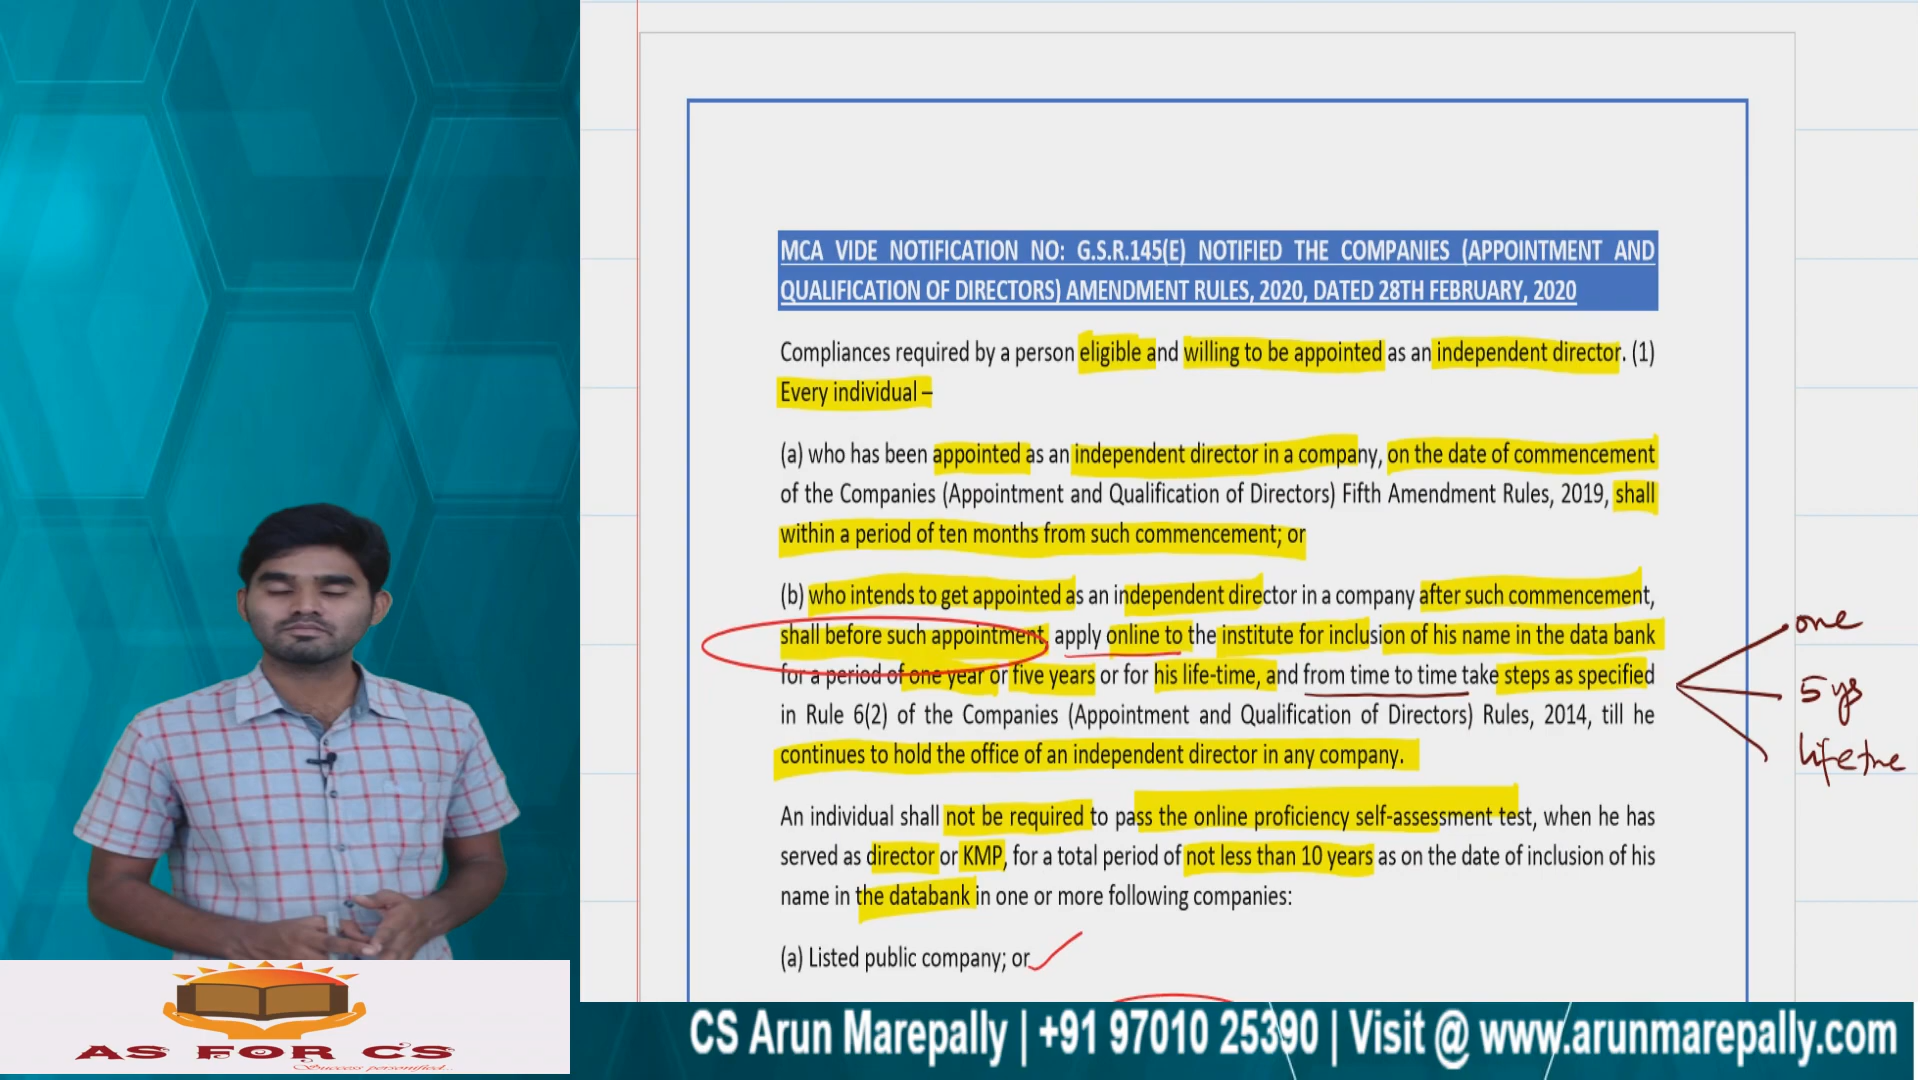 MCA VIDE NOTIFICATION NO: G.S.R.145(E) NOTIFIED THE COMPANIES (APPOINTMENT AND
QUALIFICATION OF DIRECTORS) AMENDMENT RULES, 2020, DATED 28TH FEBRUARY, 2020
Compliances required by a person eligible and willing to be appointed as an independent director. (1)
Every individual –
(a) who has been appointed as an independent director in a company, on the date of commencement
of the Companies (Appointment and Qualification of Directors) Fifth Amendment Rules, 2019, shall
within a period of ten months from such commencement; or
(b) who intends to get appointed as an independent director in a company after such commencement,
shall before such appointment, apply online to the institute for inclusion of his name in the data bank
for a period of one year or five years or for his life-time, and from time to time take steps as specified
in Rule 6(2) of the Companies (Appointment and Qualification of Directors) Rules, 2014, till he
continues to hold the office of an independent director in any company.
one
5 ys
lifetme
An individual shall not be required to pass the online proficiency self-assessment test, when he has
served as director or KMP, for a total period of not less than 10 years as on the date of inclusion of his
name in the databank in one or more following companies:
(a) Listed public company; or
AS FOR CS
Success personified...
CS Arun Marepally | +91 97010 25390 | Visit @ www.arunmarepally.com